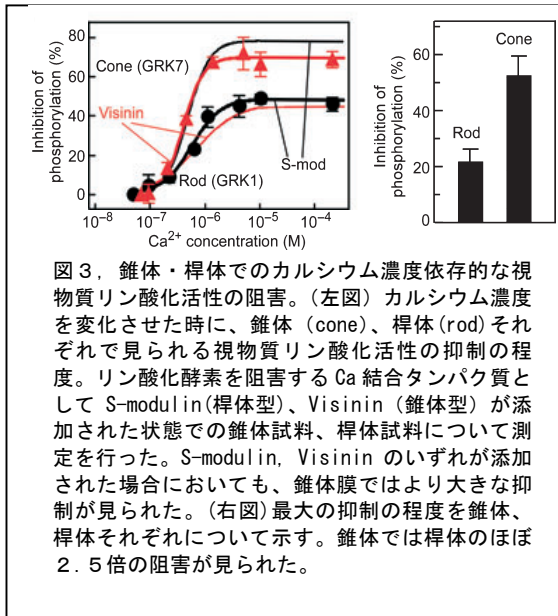 80
60
40
20
0
Inhibition of
phosphorylation (%)
Cone (GRK7)
Visinin
S-mod
Rod (GRK1)
10⁻⁸ 10⁻⁷ 10⁻⁶ 10⁻⁵ 10⁻⁴
Ca²⁺ concentration (M)
60
40
20
0
Inhibition of
phosphorylation (%)
Rod
Cone
図3, 錐体・桿体でのカルシウム濃度依存的な視
物質リン酸化活性の阻害。(左図) カルシウム濃度
を変化させた時に、錐体 (cone)、桿体(rod)それ
ぞれで見られる視物質リン酸化活性の抑制の程
度。リン酸化酵素を阻害する Ca 結合タンパク質と
して S-modulin(桿体型)、Visinin (錐体型) が添
加された状態での錐体試料、桿体試料について測
定を行った。S-modulin, Visinin のいずれが添加
された場合においても、錐体膜ではより大きな抑
制が見られた。(右図)最大の抑制の程度を錐体、
桿体それぞれについて示す。錐体では桿体のほぼ
2.5倍の阻害が見られた。